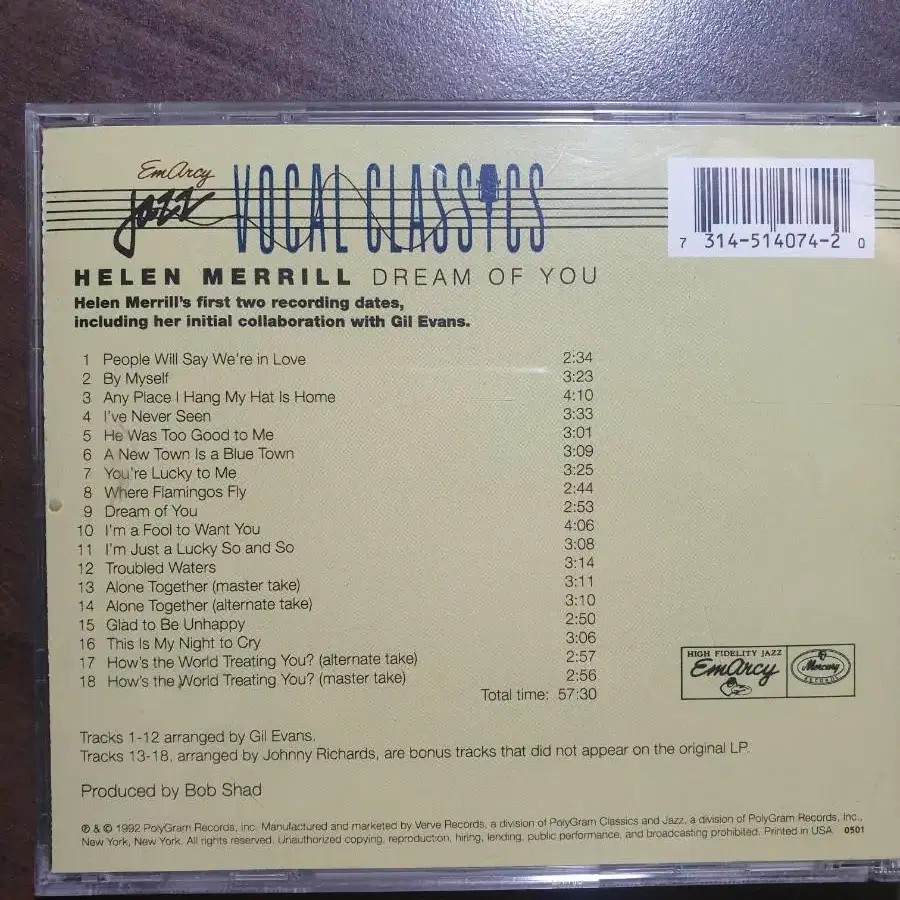 EmArcy
Jazz VOCAL CLASSICS
7 314-514074-2 0
HELEN MERRILL DREAM OF YOU
Helen Merrill's first two recording dates,
including her initial collaboration with Gil Evans.
1 People Will Say We're in Love 2:34
2 By Myself 3:23
3 Any Place I Hang My Hat Is Home 4:10
4 I've Never Seen 3:33
5 He Was Too Good to Me 3:01
6 A New Town Is a Blue Town 3:09
7 You're Lucky to Me 3:25
8 Where Flamingos Fly 2:44
9 Dream of You 2:53
10 I'm a Fool to Want You 4:06
11 I'm Just a Lucky So and So 3:08
12 Troubled Waters 3:14
13 Alone Together (master take) 3:11
14 Alone Together (alternate take) 3:10
15 Glad to Be Unhappy 2:50
16 This Is My Night to Cry 3:06
17 How's the World Treating You? (alternate take) 2:57
18 How's the World Treating You? (master take) 2:56
Total time: 57:30
HIGH FIDELITY JAZZ
EmArcy
Mercury
RECORDS
Tracks 1-12 arranged by Gil Evans.
Tracks 13-18, arranged by Johnny Richards, are bonus tracks that did not appear on the original LP.
Produced by Bob Shad
℗ & © 1992 PolyGram Records, Inc. Manufactured and marketed by Verve Records, a division of PolyGram Classics and Jazz, a division of PolyGram Records, Inc.,
New York, New York. All rights reserved. Unauthorized copying, reproduction, hiring, lending, public performance, and broadcasting prohibited. Printed in USA 0501